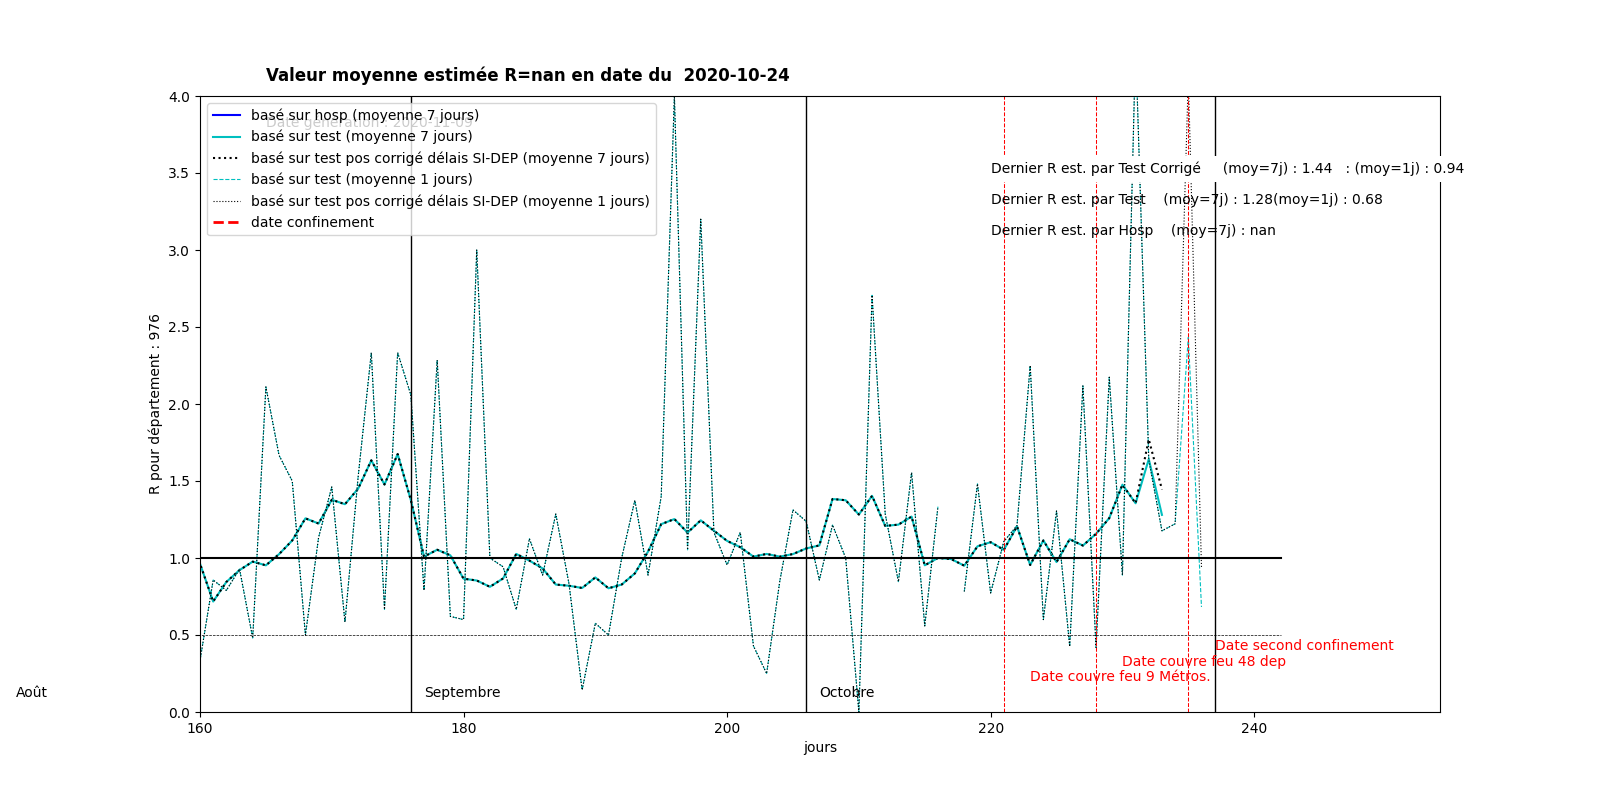 Valeur moyenne estimée R=nan en date du  2020-10-24
Date génération : 2020-11-09
basé sur hosp (moyenne 7 jours)
basé sur test (moyenne 7 jours)
basé sur test pos corrigé délais SI-DEP (moyenne 7 jours)
basé sur test (moyenne 1 jours)
basé sur test pos corrigé délais SI-DEP (moyenne 1 jours)
date confinement
Dernier R est. par Test Corrigé    (moy=7j) : 1.44   : (moy=1j) : 0.94
Dernier R est. par Test    (moy=7j) : 1.28(moy=1j) : 0.68
Dernier R est. par Hosp    (moy=7j) : nan
4.0
3.5
3.0
2.5
2.0
1.5
1.0
0.5
0.0
R pour département : 976
Date second confinement
Date couvre feu 48 dep
Date couvre feu 9 Métros.
Août
Septembre
Octobre
160
180
200
220
240
jours